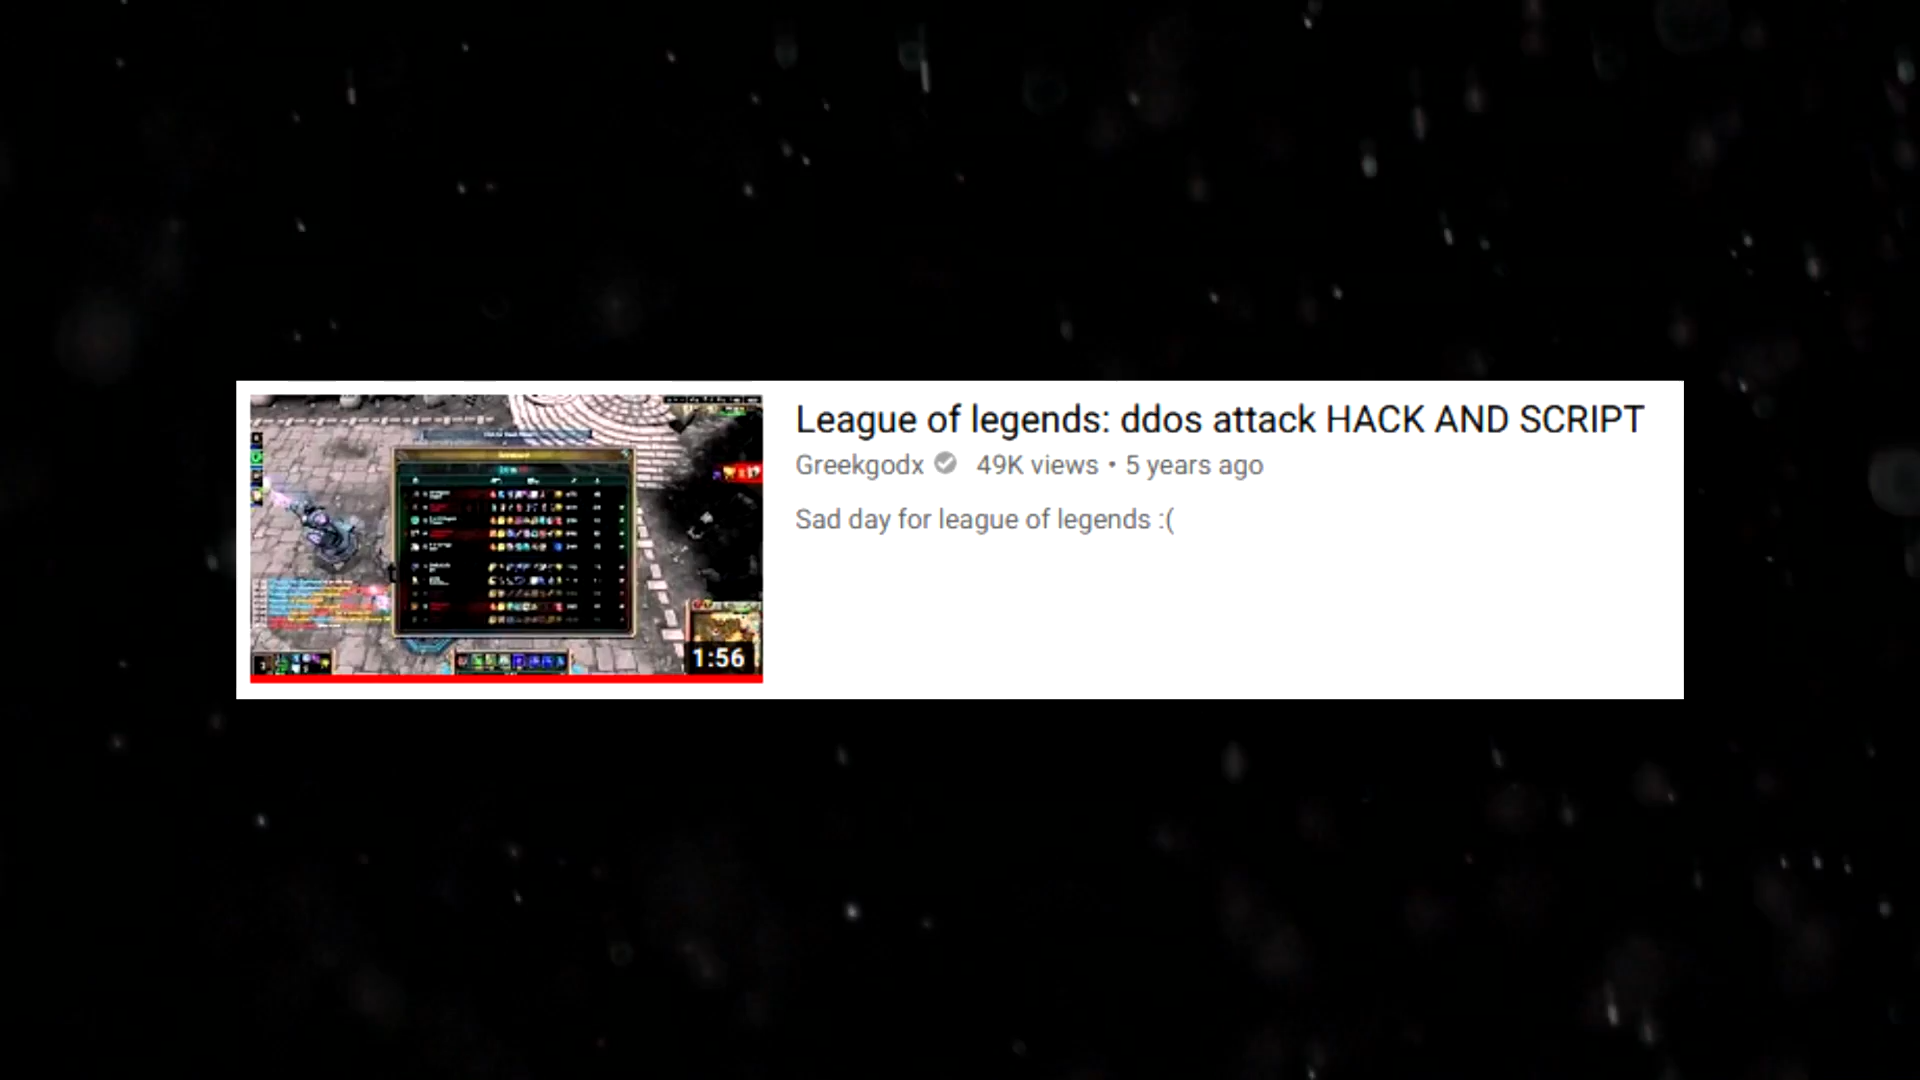 League of legends: ddos attack HACK AND SCRIPT
Greekgodx 49K views • 5 years ago
Sad day for league of legends :(
1:56